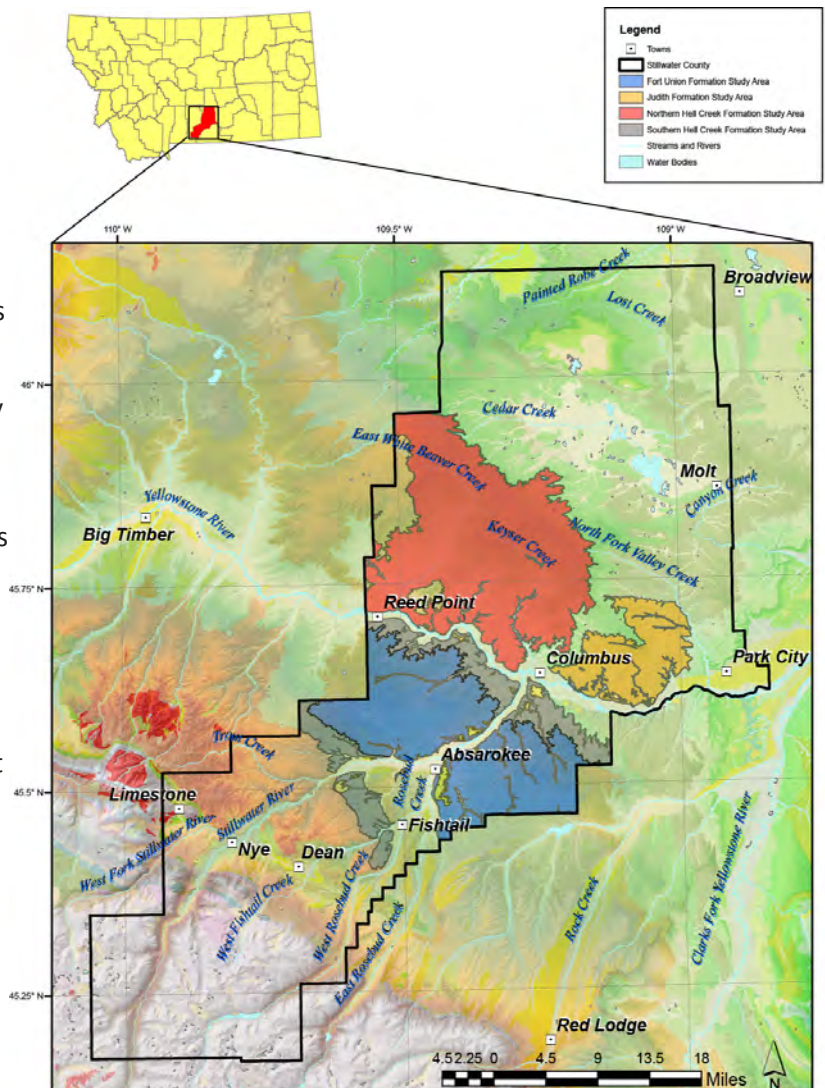 Legend
Towns
Stillwater County
Fort Union Formation Study Area
Judith Formation Study Area
Northern Hell Creek Formation Study Area
Southern Hell Creek Formation Study Area
Streams and Rivers
Water Bodies
110° W
109.5° W
109° W
Broadview
Painted Robe Creek
Lost Creek
s
46° N
Cedar Creek
y
East White Beaver Creek
Molt
Canyon Creek
Yellowstone River
Big Timber
Keyser Creek
North Fork Valley Creek
s
45.75° N
Reed Point
Columbus
Park City
Trout Creek
Absarokee
t
45.5° N
Limestone
Rosebud
Creek
Stillwater River
Fishtail
West Fork Stillwater River
Nye
Dean
West Fishtail Creek
West Rosebud Creek
East Rosebud Creek
Rock Creek
Clarks Fork Yellowstone River
45.25° N
Red Lodge
4.5 2.25 0 4.5 9 13.5 18
Miles
N